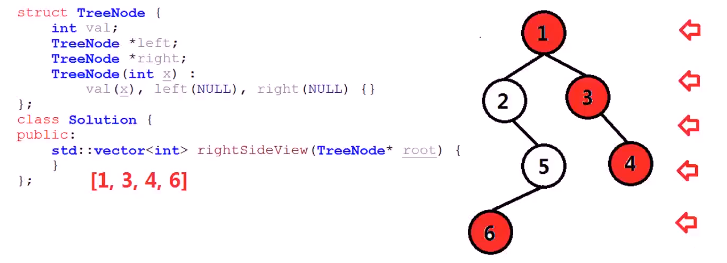 struct TreeNode {
int val;
TreeNode *left;
TreeNode *right;
TreeNode(int x) :
val(x), left(NULL), right(NULL) {}
};
class Solution {
public:
std::vector<int> rightSideView(TreeNode* root) {
}
};
[1, 3, 4, 6]
1
2
3
5
4
6